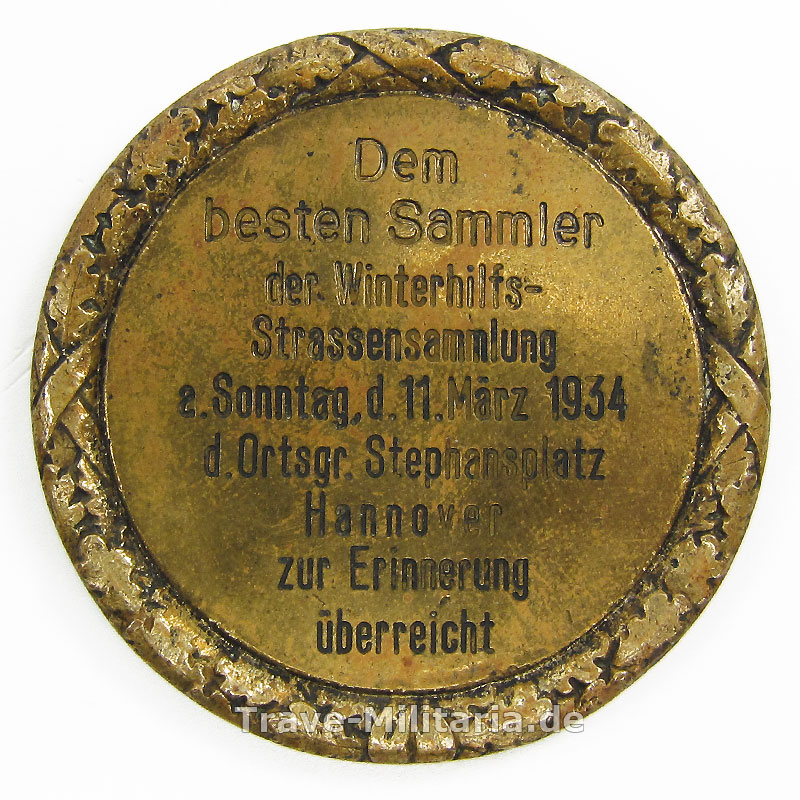 Dem
besten Sammler
der Winterhilfs-
Strassensammlung
a. Sonntag, d. 11. März 1934
d. Ortsgr. Stephansplatz
Hannover
zur Erinnerung
überreicht
Trave-Militaria.de